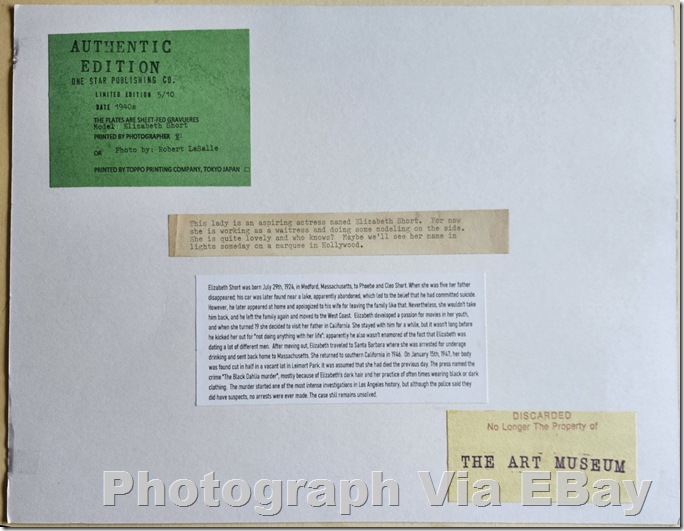 AUTHENTIC
EDITION
ONE STAR PUBLISHING CO.
LIMITED EDITION 5/10
DATE 1940s
THE PLATES ARE SHEET-FED GRAVUERES
Model Elizabeth Short
PRINTED BY PHOTOGRAPHER
OR Photo by: Robert LaSalle
PRINTED BY TOPPO PRINTING COMPANY, TOKYO JAPAN
This lady is an aspiring actress named Elizabeth Short. For now
she is working as a waitress and doing some modeling on the side.
She is quite lovely and who knows? Maybe we'll see her name in
lights someday on a marquse in Hollywood.
Elizabeth Short was born July 29th, 1924, in Medford, Massachusetts, to Phoebe and Cleo Short. When she was five her father
disappeared; his car was later found near a lake, apparently abandoned, which led to the belief that he had committed suicide.
However, he later appeared at home and apologized to his wife for leaving the family like that. Nevertheless, she wouldn't take
him back, and he left the family again and moved to the West Coast. Elizabeth developed a passion for movies in her youth,
and when she turned 19 she decided to visit her father in California. She stayed with him for a while, but it wasn't long before
he kicked her out for "not doing anything with her life"; apparently he also wasn't enamored of the fact that Elizabeth was
dating a lot of different men. After moving out, Elizabeth traveled to Santa Barbara where she was arrested for underage
drinking and sent back home to Massachusetts. She returned to southern California in 1946. On January 15th, 1947, her body
was found cut in half in a vacant lot in Leimert Park. It was assumed that she had died the previous day. The press named the
crime "The Black Dahlia murder", mostly because of Elizabeth's dark hair and her practice of often times wearing black or dark
clothing. The murder started one of the most intense investigations in Los Angeles history, but although the police said they
did have suspects, no arrests were ever made. The case still remains unsolved.
DISCARDED
No Longer The Property of
THE ART MUSEUM
Photograph Via EBay